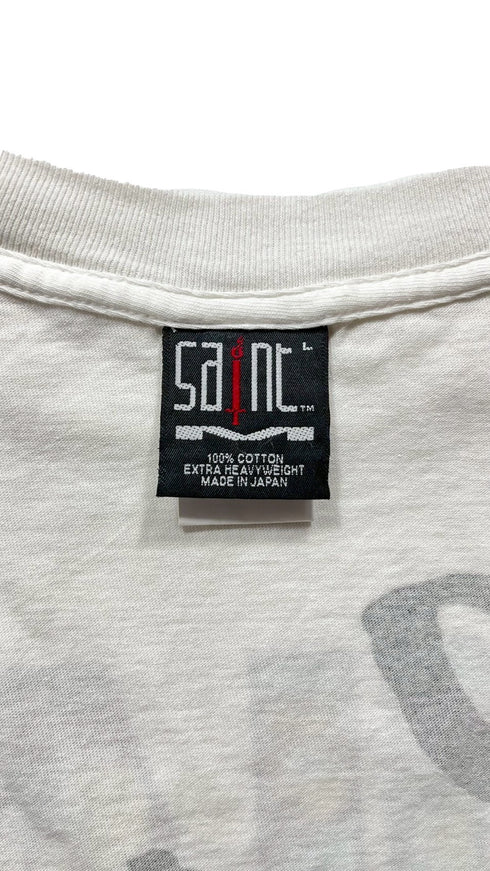 saint L
TM
100% COTTON
EXTRA HEAVYWEIGHT
MADE IN JAPAN